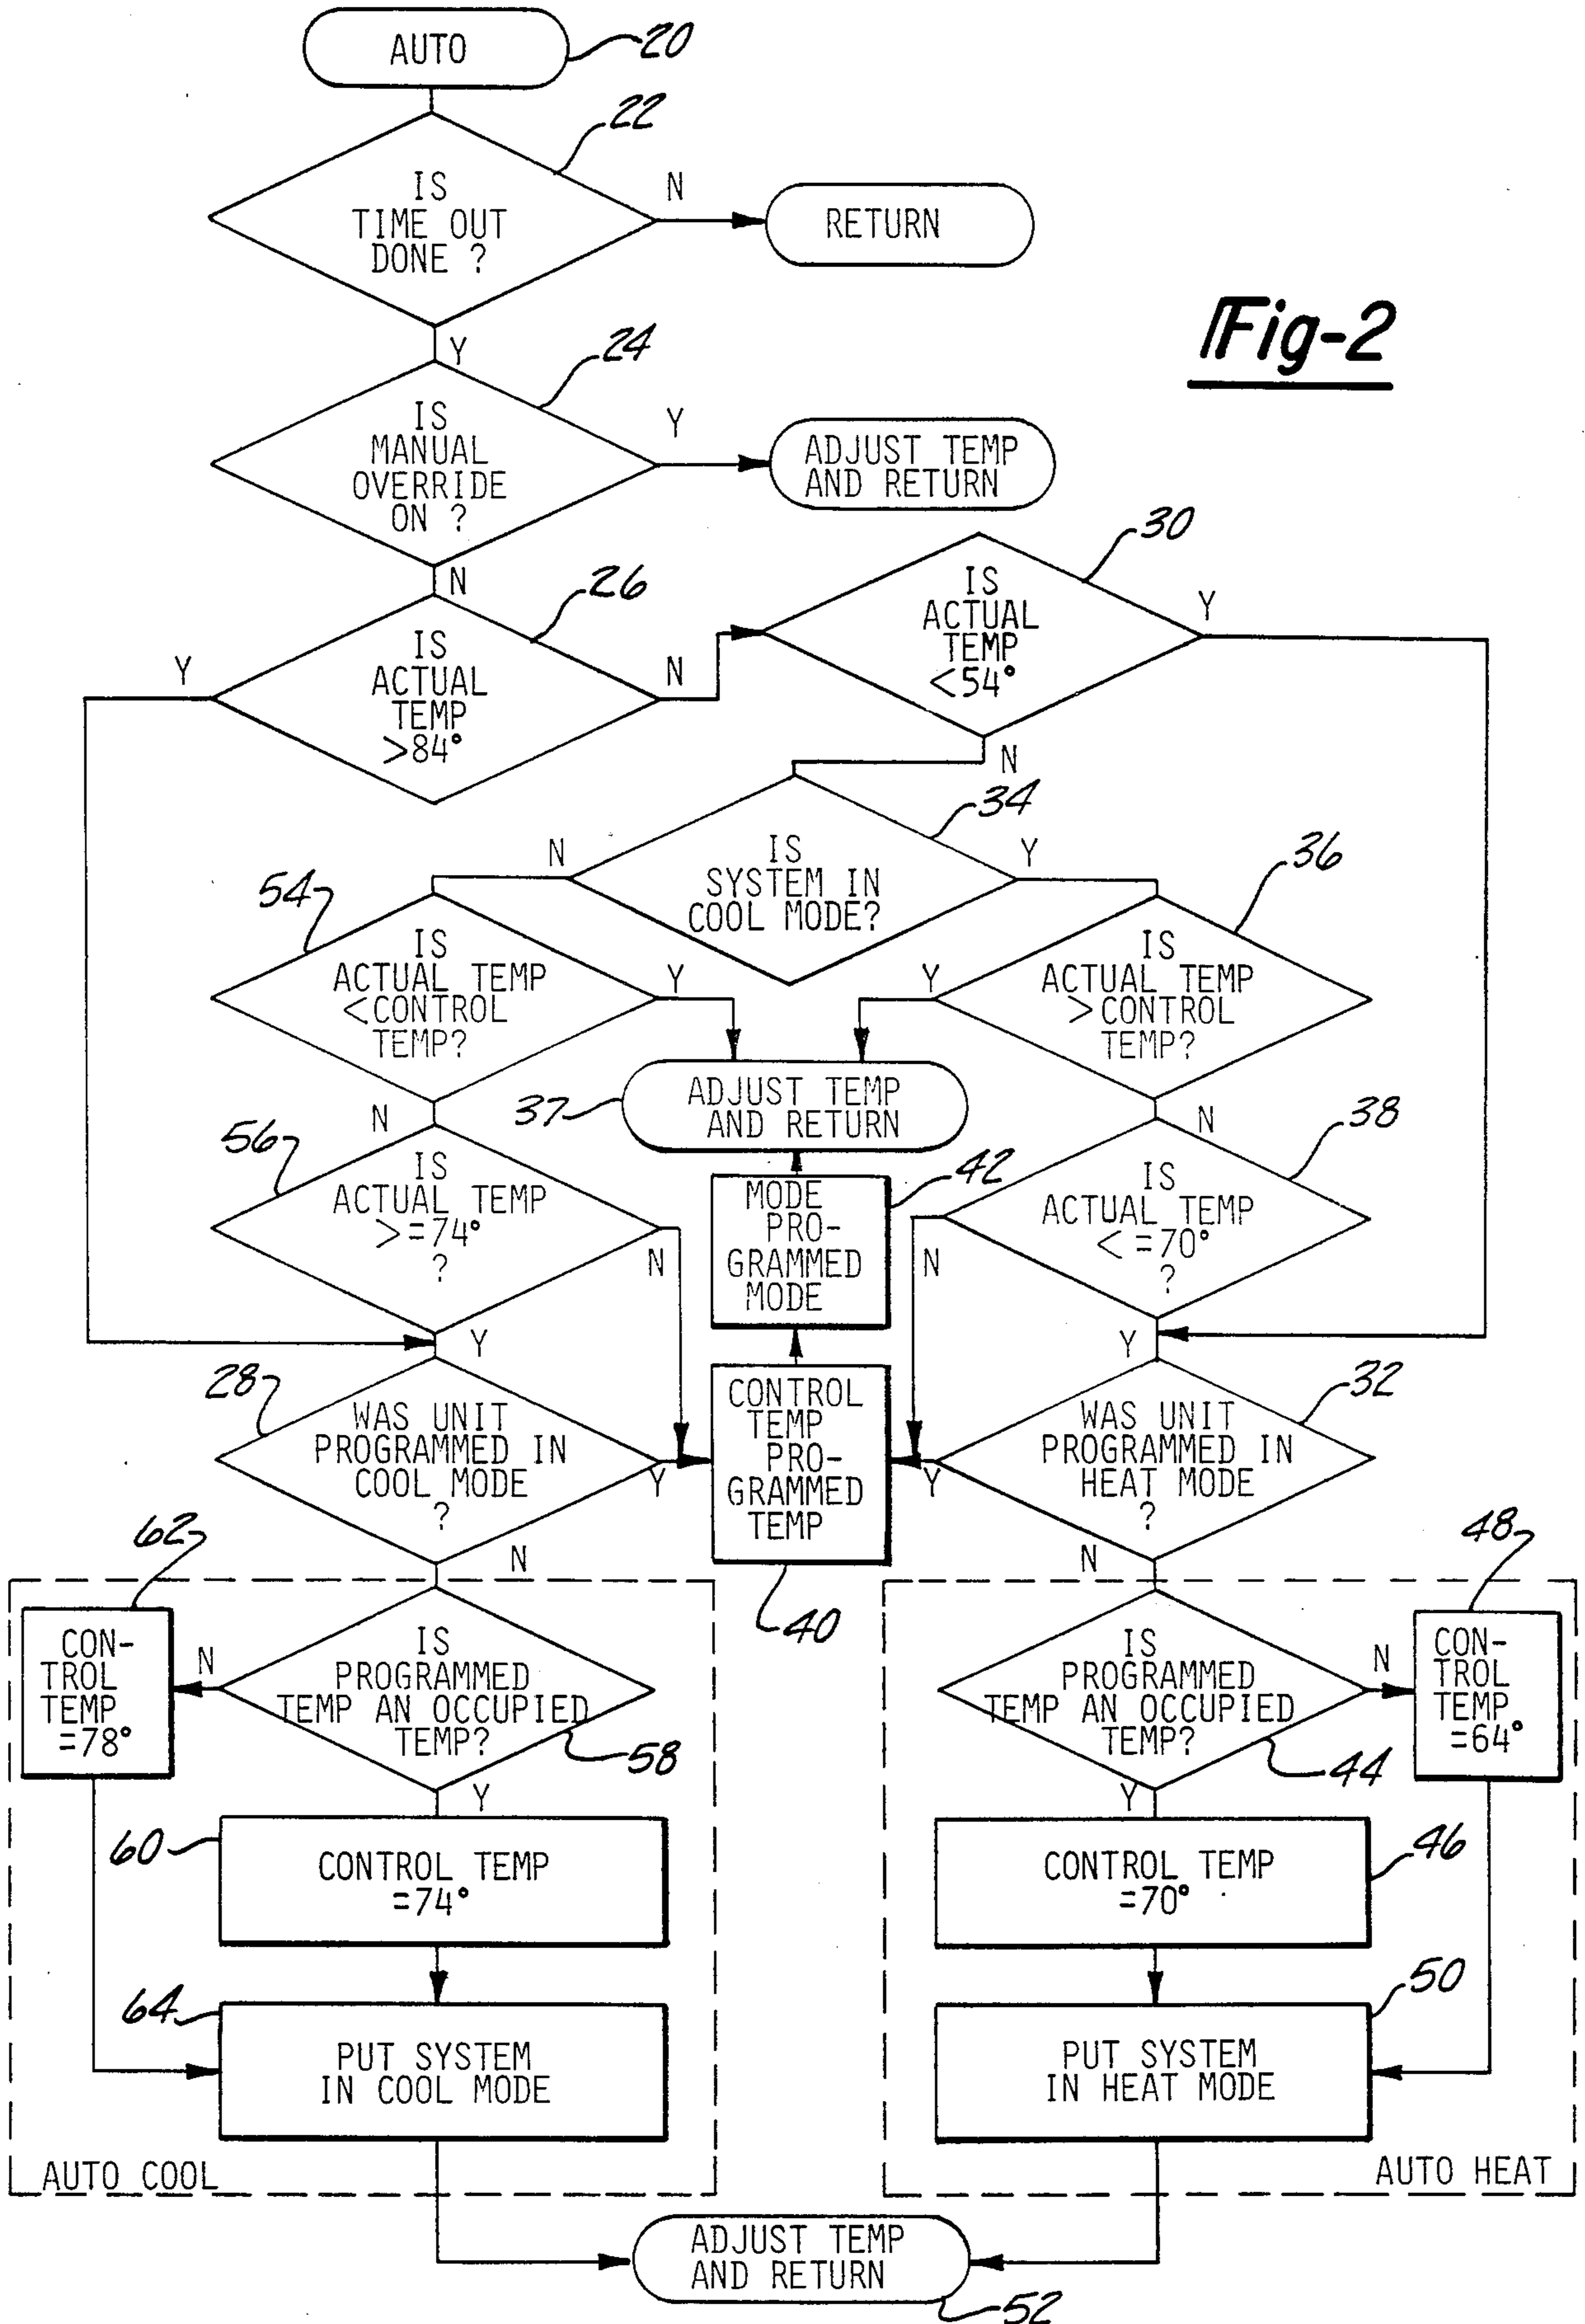 AUTO
20
22
IS
TIME OUT
DONE ?
N
RETURN
Fig-2
Y
24
IS
MANUAL
OVERRIDE
ON ?
Y
ADJUST TEMP
AND RETURN
N
26
IS
ACTUAL
TEMP
>84°
Y
N
30
IS
ACTUAL
TEMP
<54°
Y
N
34
IS
SYSTEM IN
COOL MODE?
N
Y
54
IS
ACTUAL TEMP
<CONTROL
TEMP?
Y
N
36
IS
ACTUAL TEMP
>CONTROL
TEMP?
Y
N
37
ADJUST TEMP
AND RETURN
56
IS
ACTUAL TEMP
>=74°
?
N
Y
42
MODE
PRO-
GRAMMED
MODE
38
IS
ACTUAL TEMP
<=70°
?
N
Y
28
WAS UNIT
PROGRAMMED IN
COOL MODE
?
Y
N
CONTROL
TEMP
PRO-
GRAMMED
TEMP
40
32
WAS UNIT
PROGRAMMED IN
HEAT MODE
?
Y
N
62
CON-
TROL
TEMP
=78°
N
IS
PROGRAMMED
TEMP AN OCCUPIED
TEMP?
58
Y
IS
PROGRAMMED
TEMP AN OCCUPIED
TEMP?
44
N
Y
48
CON-
TROL
TEMP
=64°
60
CONTROL TEMP
=74°
CONTROL TEMP
=70°
46
64
PUT SYSTEM
IN COOL MODE
PUT SYSTEM
IN HEAT MODE
50
AUTO COOL
AUTO HEAT
ADJUST TEMP
AND RETURN
52